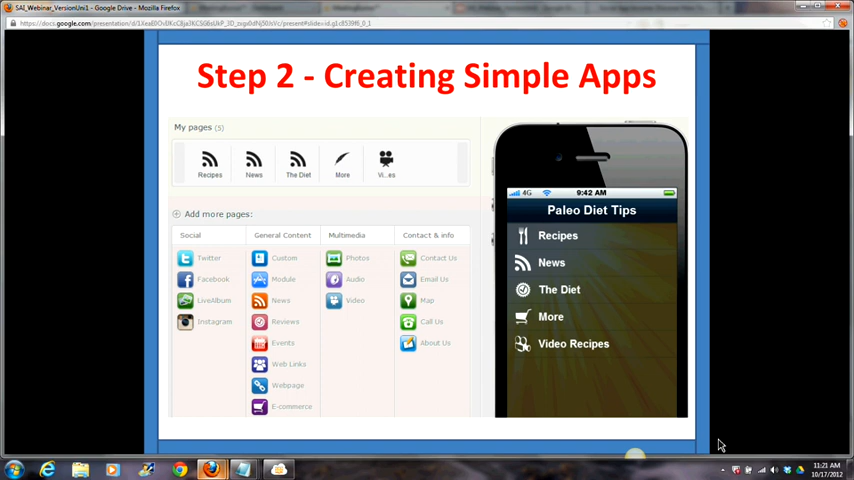 SAI_Webinar_VersionUni1 - Google Drive - Mozilla Firefox
Step 2 - Creating Simple Apps
My pages (5)
Recipes
News
The Diet
More
Vi...es
Add more pages:
Social
Twitter
Facebook
LiveAlbum
Instagram
General Content
Custom
Module
News
Reviews
Events
Web Links
Webpage
E-commerce
Multimedia
Photos
Audio
Video
Contact & info
Contact Us
Email Us
Map
Call Us
About Us
4G
9:42 AM
Paleo Diet Tips
Recipes
News
The Diet
More
Video Recipes
11:21 AM
10/17/2012